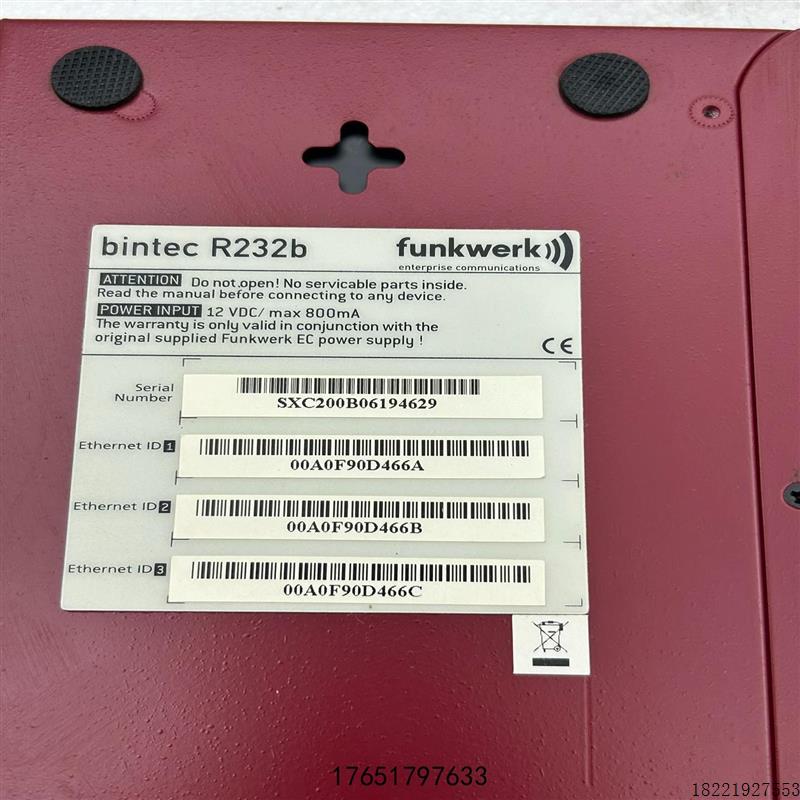 bintec R232b
funkwerk
enterprise communications
ATTENTION Do not open! No servicable parts inside.
Read the manual before connecting to any device.
POWER INPUT 12 VDC/ max 800mA
The warranty is only valid in conjunction with the
original supplied Funkwerk EC power supply !
CE
Serial
Number
SXC200B06194629
Ethernet ID 1
00A0F90D466A
Ethernet ID 2
00A0F90D466B
Ethernet ID 3
00A0F90D466C
17651797633
18221927553